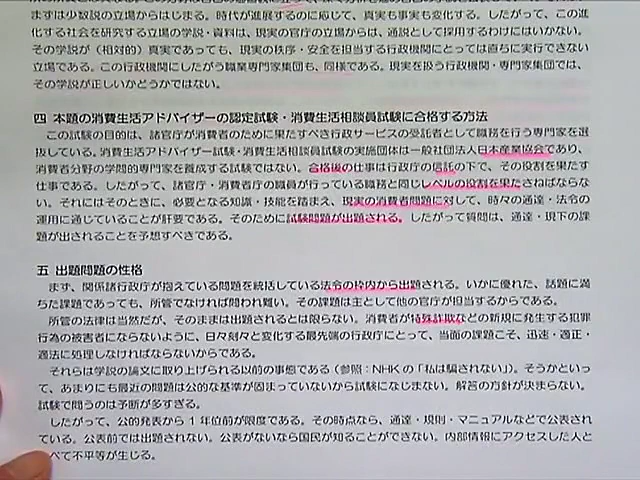 まずは少数説の立場からはじまる。時代が進展するのに応じて、真実も事実も変化する。したがって、この進
化する社会を研究する立場の学説・資料は、現実の官庁の立場からは、通説として採用するわけにはいかない。
その学説が（相対的）真実であっても、現実の秩序・安全を担当する行政機関にとっては直ちに実行できない
立場である。この行政機関にしたがう職業専門家集団も、同様である。現実を扱う行政機関・専門家集団では、
その学説が正しいかどうかではない。
四 本題の消費生活アドバイザーの認定試験・消費生活相談員試験に合格する方法
この試験の目的は、諸官庁が消費者のために果たすべき行政サービスの受託者として職務を行う専門家を選
抜している。消費生活アドバイザー試験・消費生活相談員試験の実施団体は一般社団法人日本産業協会であり、
消費者分野の学問的専門家を養成する試験ではない。合格後の仕事は行政庁の信託の下で、その役割を果たす
仕事である。したがって、諸官庁・消費者庁の職員が行っている職務と同じレベルの役割を果たさねばならな
い。それにはそのときに、必要となる知識・技能を踏まえ、現実の消費者問題に対して、時々の通達・法令の
運用に通じていることが肝要である。そのために試験問題が出題される。したがって質問は、通達・現下の課
題が出されることを予想すべきである。
五 出題問題の性格
まず、関係諸行政庁が抱えている問題を統括している法令の枠内から出題される。いかに優れた、話題に満
ちた課題であっても、所管でなければ問われ難い。その課題は主として他の官庁が担当するからである。
所管の法律は当然だが、そのままは出題されるとは限らない。消費者が特殊詐欺などの新規に発生する犯罪
行為の被害者にならないように、日々刻々と変化する最先端の行政庁にとって、当面の課題こそ、迅速・適正・
適法に処理しなければならないからである。
それらは学説の論文に取り上げられる以前の事態である（参照：NHKの「私は騙されない」）。そうかといっ
て、あまりにも最近の問題は公的な基準が固まっていないから試験になじまない。解答の方針が決まらない。
試験で問うのは予断が多すぎる。
したがって、公的発表から1年位前が限度である。その時点なら、通達・規則・マニュアルなどで公表され
ている。公表前では出題されない。公表がないなら国民が知ることができない。内部情報にアクセスした人と
べて不平等が生じる。